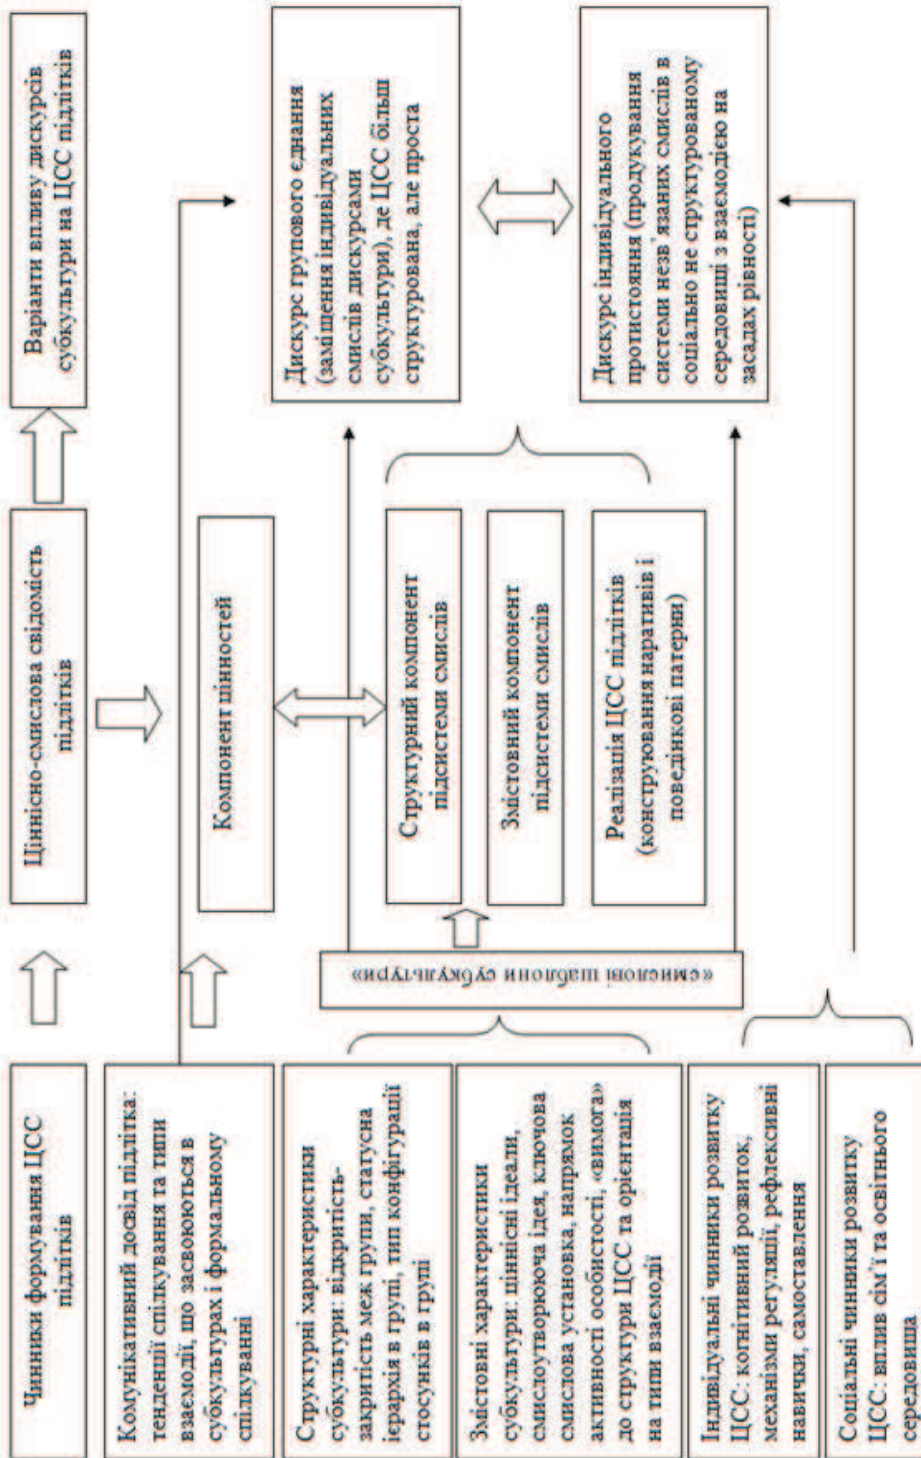 Чинники формування ЦСС
підлітків
Ціннісно-смислова свідомість
підлітків
Варіанти впливу дискурсів
субкультури на ЦСС підлітків
Комунікативний досвід підлітка:
тенденції спілкування та типи
взаємодії, що засвоюються в
субкультурах і формальному
спілкуванні
Структурні характеристики
субкультури: відкритість-
закритість меж групи, статусна
ієрархія в групі, тип конфігурації
стосунків в групі
Змістовні характеристики
субкультури: ціннісні ідеали,
смислоутворююча ідея, ключова
смислова установка, напрямок
активності особистості, «вимога»
до структури ЦСС та орієнтація
на типи взаємодії
Індивідуальні чинники розвитку
ЦСС: когнітивний розвиток,
механізми регуляції, рефлексивні
навички, самоставлення
Соціальні чинники розвитку
ЦСС: вплив сім`ї та освітнього
середовища
«смислові шаблони субкультури»
Компонент цінностей
Структурний компонент
підсистеми смислів
Змістовний компонент
підсистеми смислів
Реалізація ЦСС підлітків
(конструювання наративів і
поведінкові патерни)
Дискурс групового єднання
(заміщення індивідуальних
смислів дискурсами
субкультури), де ЦСС більш
структурована, але проста
Дискурс індивідуального
протистояння (продукування
системи незв`язаних смислів в
соціально не структурованому
середовищі з взаємодією на
засадах рівності)